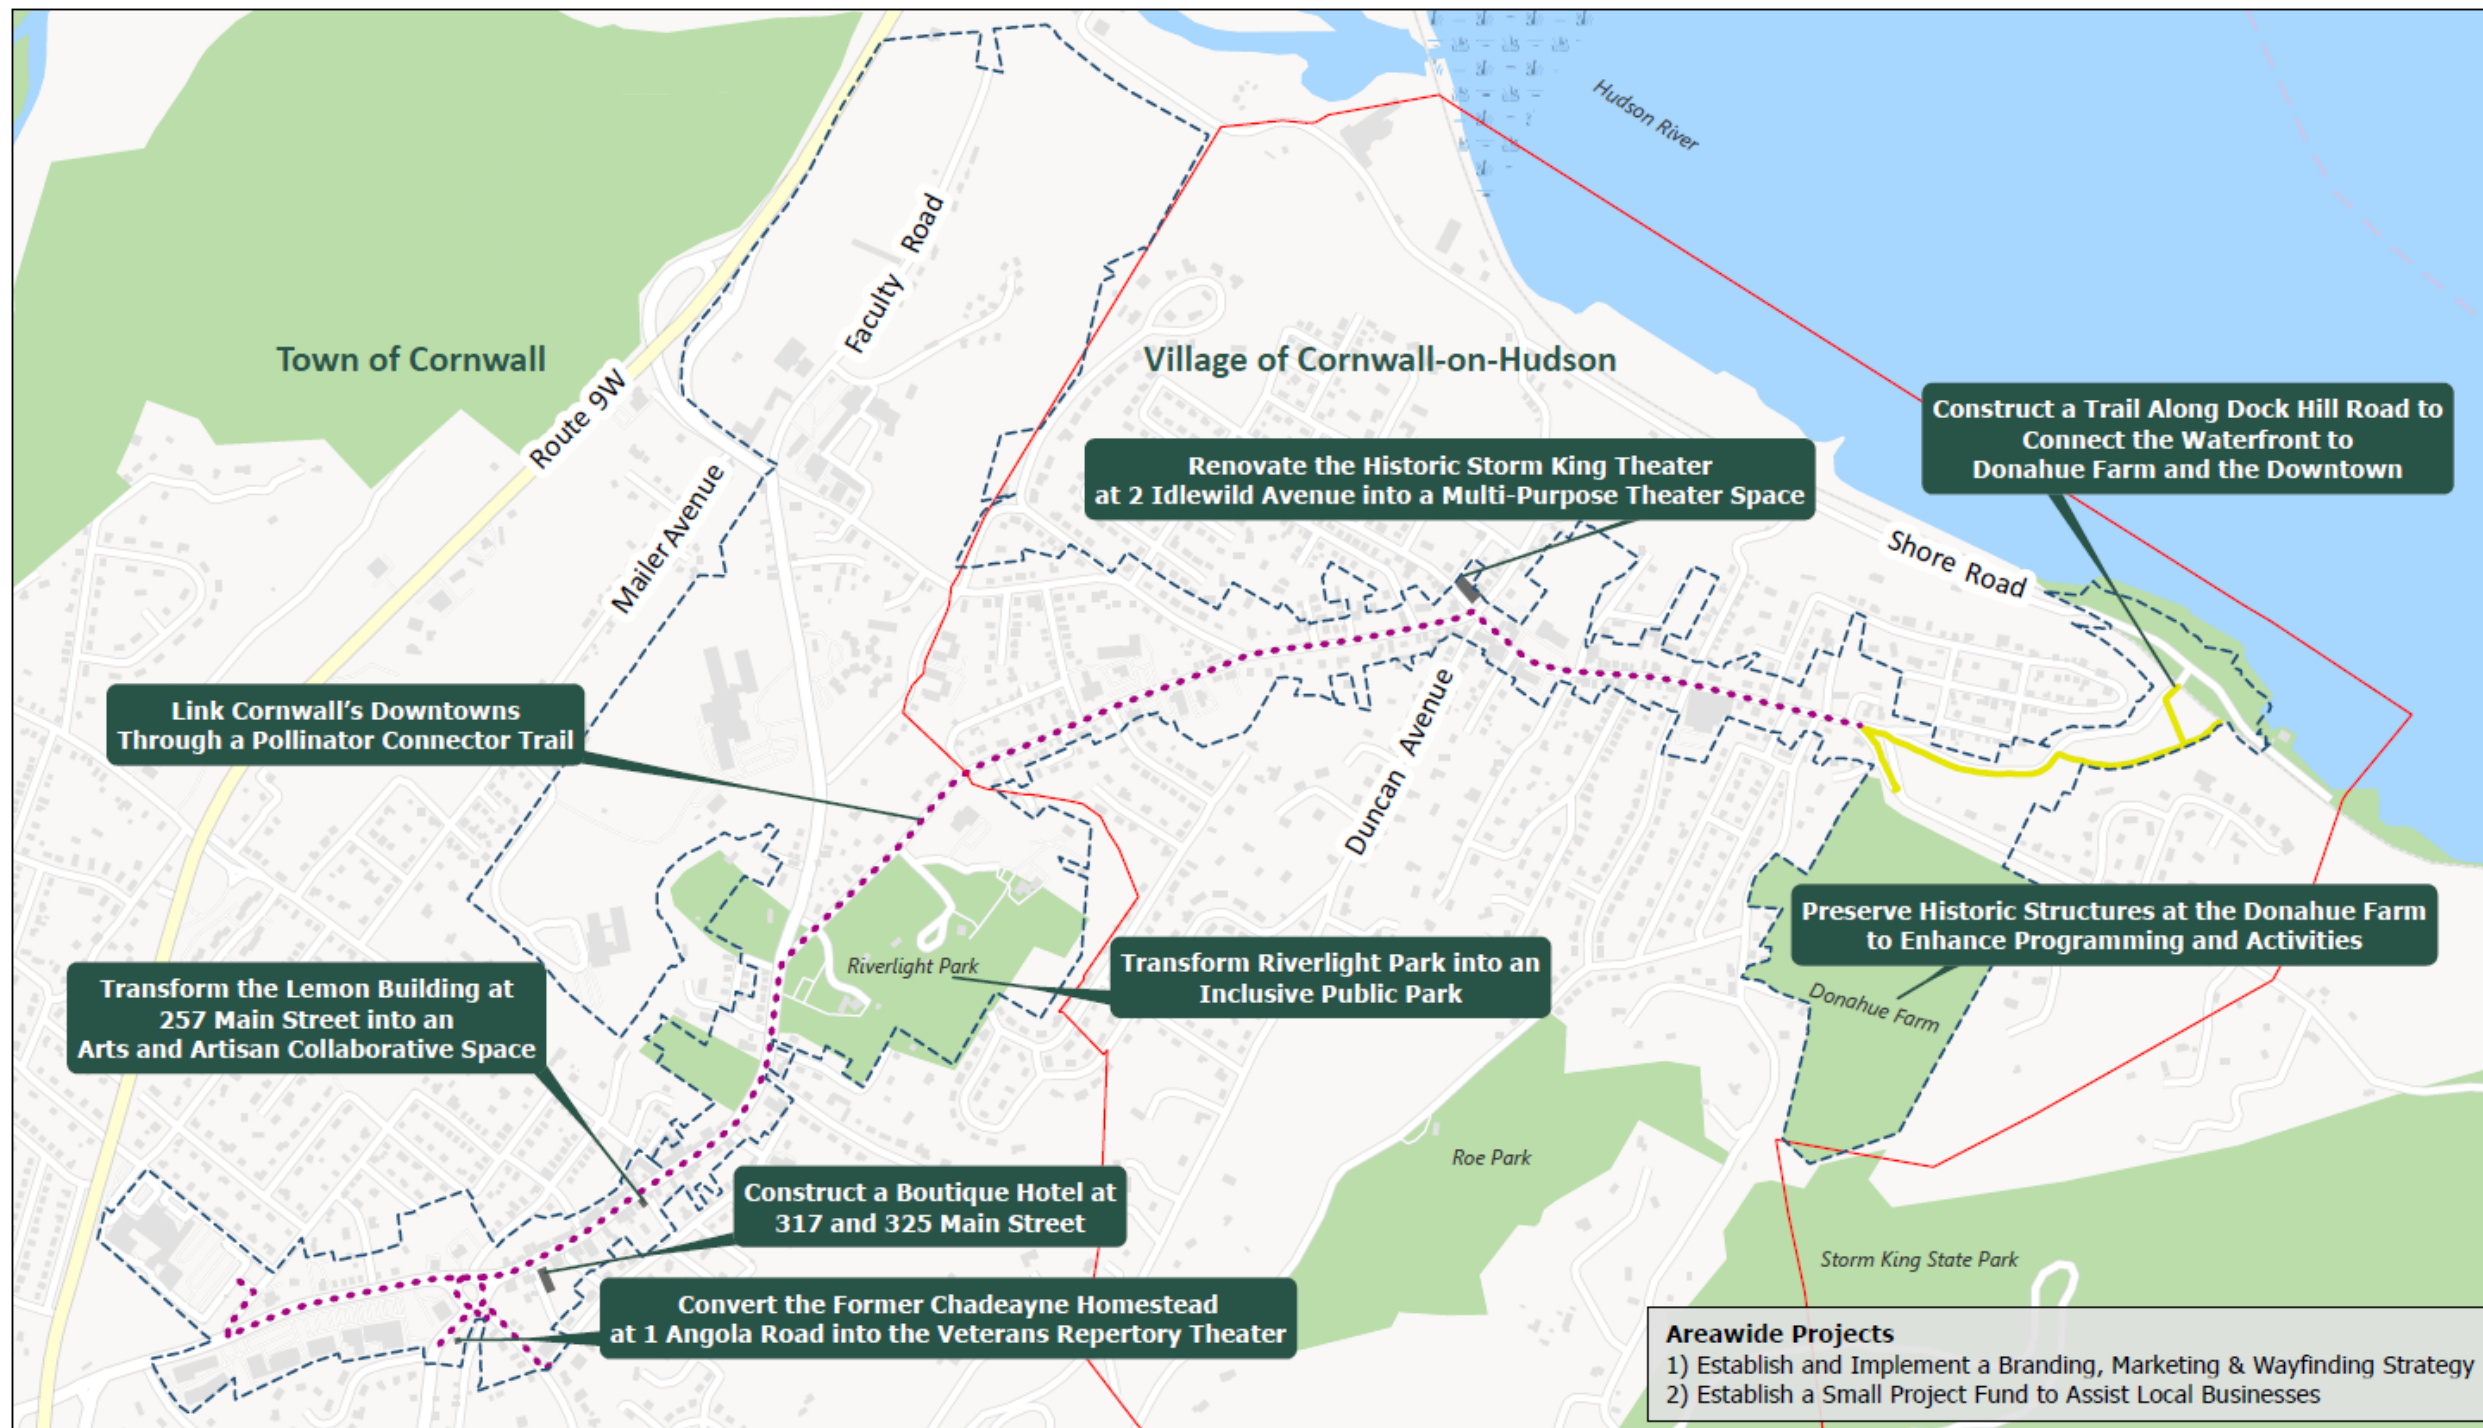 Hudson River
Faculty Road
Town of Cornwall
Village of Cornwall-on-Hudson
Route 9W
Construct a Trail Along Dock Hill Road to
Connect the Waterfront to
Donahue Farm and the Downtown
Renovate the Historic Storm King Theater
at 2 Idlewild Avenue into a Multi-Purpose Theater Space
Mailer Avenue
Shore Road
Link Cornwall's Downtowns
Through a Pollinator Connector Trail
Duncan Avenue
Preserve Historic Structures at the Donahue Farm
to Enhance Programming and Activities
Riverlight Park
Transform Riverlight Park into an
Inclusive Public Park
Transform the Lemon Building at
257 Main Street into an
Arts and Artisan Collaborative Space
Donahue Farm
Roe Park
Construct a Boutique Hotel at
317 and 325 Main Street
Storm King State Park
Convert the Former Chadeayne Homestead
at 1 Angola Road into the Veterans Repertory Theater
Areawide Projects
1) Establish and Implement a Branding, Marketing & Wayfinding Strategy
2) Establish a Small Project Fund to Assist Local Businesses